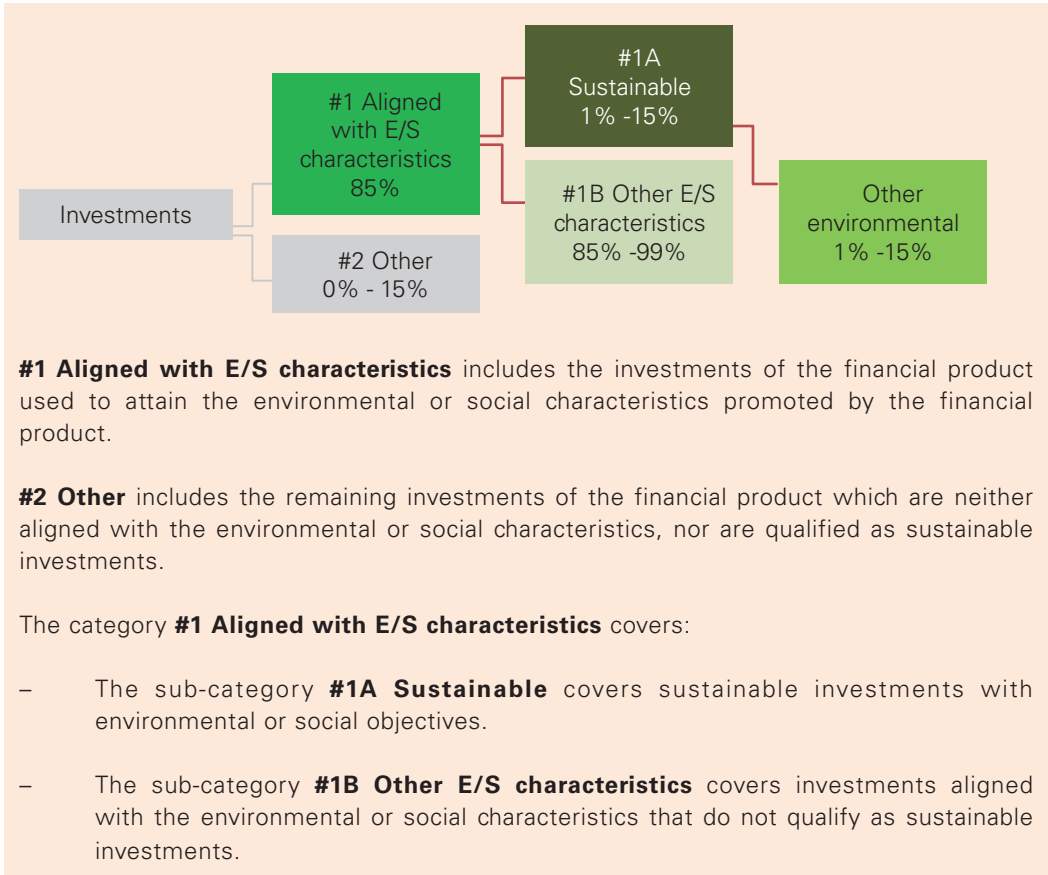 Investments
#1 Aligned
with E/S
characteristics
85%
#2 Other
0% - 15%
#1A
Sustainable
1% -15%
#1B Other E/S
characteristics
85% -99%
Other
environmental
1% -15%
#1 Aligned with E/S characteristics includes the investments of the financial product
used to attain the environmental or social characteristics promoted by the financial
product.
#2 Other includes the remaining investments of the financial product which are neither
aligned with the environmental or social characteristics, nor are qualified as sustainable
investments.
The category #1 Aligned with E/S characteristics covers:
– The sub-category #1A Sustainable covers sustainable investments with
environmental or social objectives.
– The sub-category #1B Other E/S characteristics covers investments aligned
with the environmental or social characteristics that do not qualify as sustainable
investments.